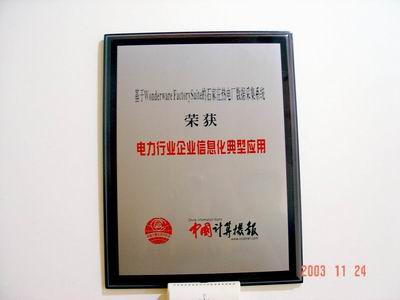 基于Wonderware FactorySuite的石家庄热电厂数据采集系统
荣获
电力行业企业信息化典型应用
中國计算機報
2003 11 24